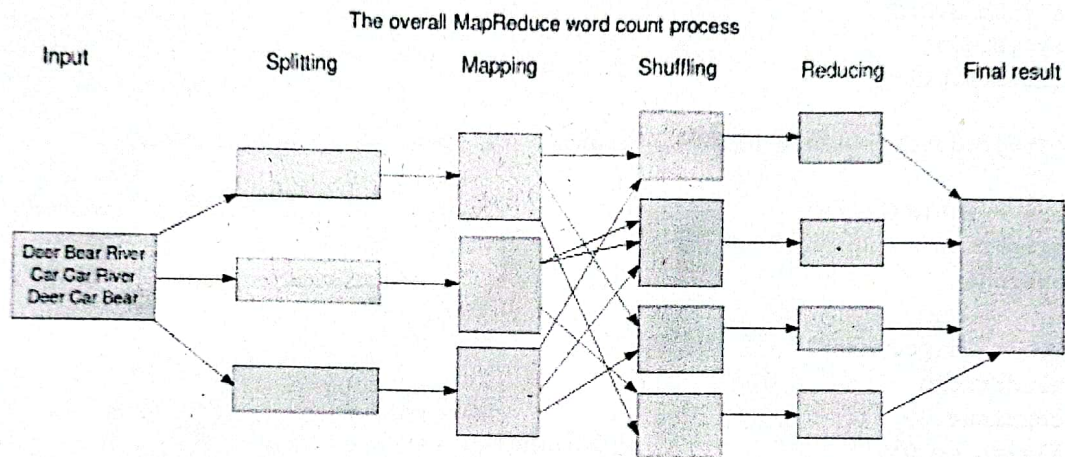 The overall MapReduce word count process
Input
Splitting
Mapping
Shuffling
Reducing
Final result
Deer Bear River
Car Car River
Deer Car Bear